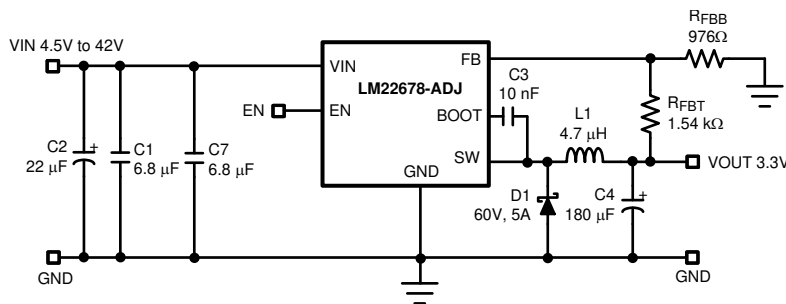 VIN 4.5V to 42V
VIN
FB
LM22678-ADJ
RFBB
976Ω
C3
10 nF
EN
EN
BOOT
L1
4.7 μH
RFBT
1.54 kΩ
C2
22 μF
+
C1
6.8 μF
C7
6.8 μF
SW
VOUT 3.3V
GND
D1
60V, 5A
C4
180 μF
+
GND
GND